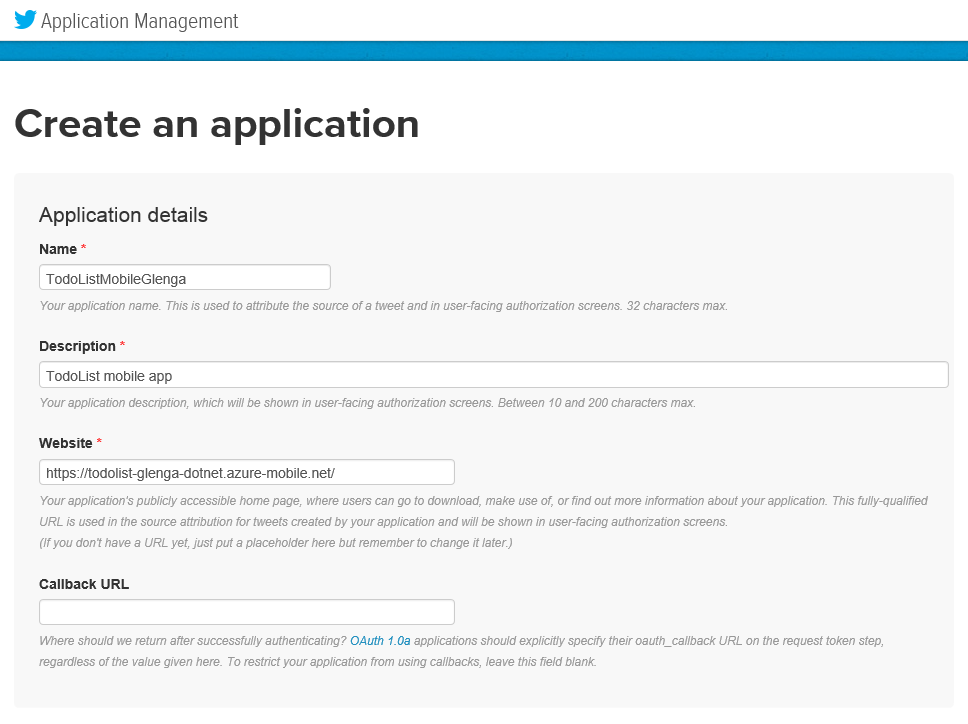 Application Management
Create an application
Application details
Name *
TodoListMobileGlenga
Your application name. This is used to attribute the source of a tweet and in user-facing authorization screens. 32 characters max.
Description *
TodoList mobile app
Your application description, which will be shown in user-facing authorization screens. Between 10 and 200 characters max.
Website *
https://todolist-glenga-dotnet.azure-mobile.net/
Your application's publicly accessible home page, where users can go to download, make use of, or find out more information about your application. This fully-qualified
URL is used in the source attribution for tweets created by your application and will be shown in user-facing authorization screens.
(If you don't have a URL yet, just put a placeholder here but remember to change it later.)
Callback URL
Where should we return after successfully authenticating? OAuth 1.0a applications should explicitly specify their oauth_callback URL on the request token step,
regardless of the value given here. To restrict your application from using callbacks, leave this field blank.